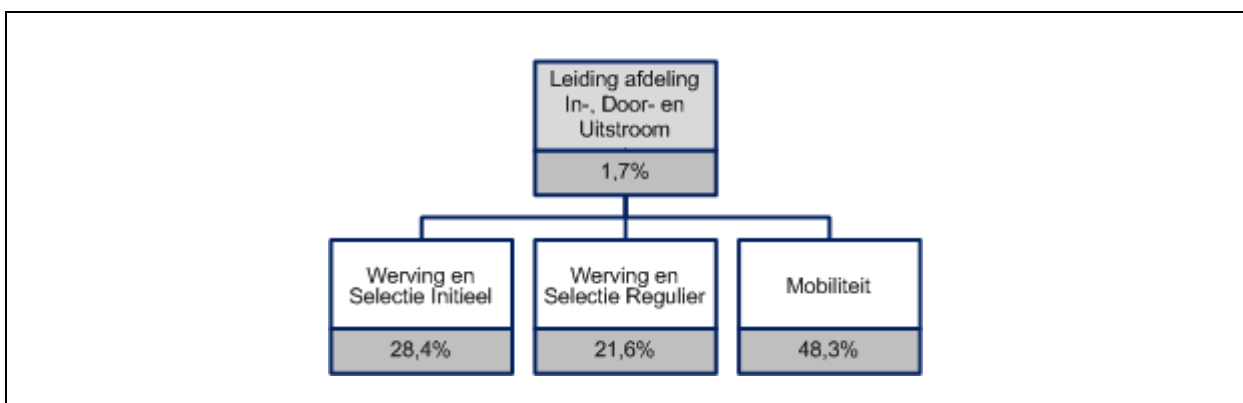 Leiding afdeling
In-, Door- en
Uitstroom
1,7%
Werving en
Selectie Initieel
28,4%
Werving en
Selectie Regulier
21,6%
Mobiliteit
48,3%